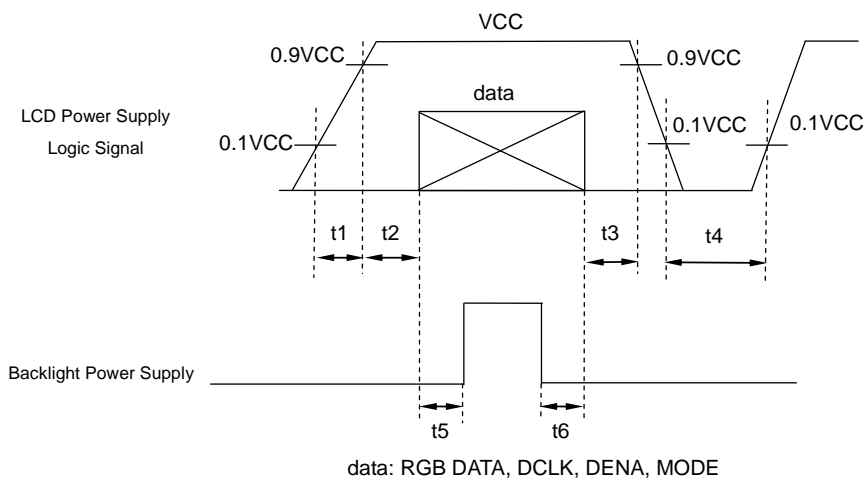 VCC
0.9VCC
0.9VCC
data
LCD Power Supply
Logic Signal
0.1VCC
0.1VCC
0.1VCC
t1
t2
t3
t4
Backlight Power Supply
t5
t6
data: RGB DATA, DCLK, DENA, MODE